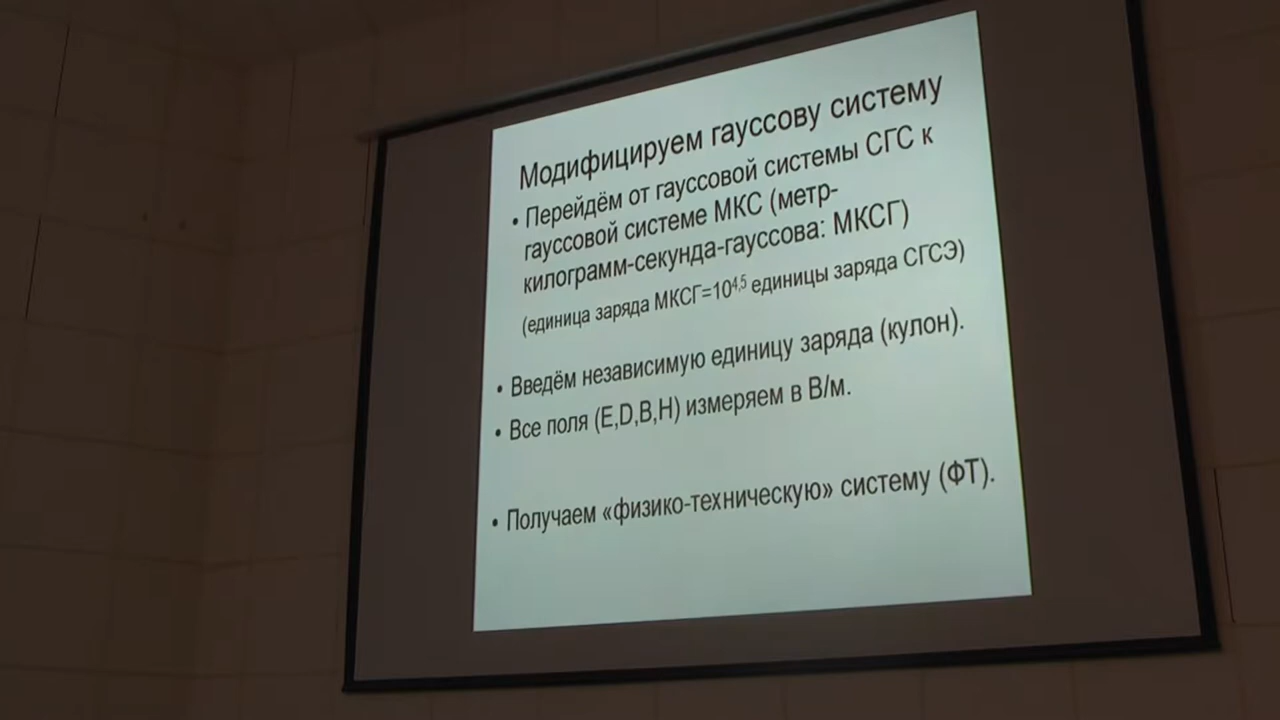 Модифицируем гауссову систему
• Перейдём от гауссовой системы СГС к
гауссовой системе МКС (метр-
килограмм-секунда-гауссова: МКСГ)
(единица заряда МКСГ=10^4,5 единицы заряда СГСЭ)
• Введём независимую единицу заряда (кулон).
• Все поля (E,D,B,H) измеряем в В/м.
• Получаем «физико-техническую» систему (ФТ).